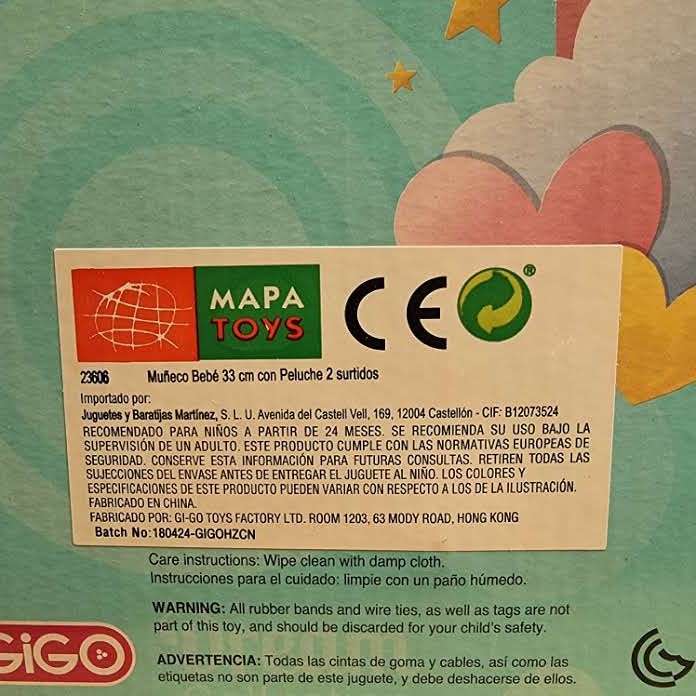 MAPA
TOYS
CE
®
23606 Muñeco Bebé 33 cm con Peluche 2 surtidos
Importado por:
Juguetes y Baratijas Martínez, S. L. U. Avenida del Castell Vell, 169, 12004 Castellón - CIF: B12073524
RECOMENDADO PARA NIÑOS A PARTIR DE 24 MESES. SE RECOMIENDA SU USO BAJO LA
SUPERVISIÓN DE UN ADULTO. ESTE PRODUCTO CUMPLE CON LAS NORMATIVAS EUROPEAS DE
SEGURIDAD. CONSERVE ESTA INFORMACIÓN PARA FUTURAS CONSULTAS. RETIREN TODAS LAS
SUJECCIONES DEL ENVASE ANTES DE ENTREGAR EL JUGUETE AL NIÑO. LOS COLORES Y
ESPECIFICACIONES DE ESTE PRODUCTO PUEDEN VARIAR CON RESPECTO A LOS DE LA ILUSTRACIÓN.
FABRICADO EN CHINA.
FABRICADO POR: GI-GO TOYS FACTORY LTD. ROOM 1203, 63 MODY ROAD, HONG KONG
Batch No:180424-GIGOHZCN
Care instructions: Wipe clean with damp cloth.
Instrucciones para el cuidado: limpie con un paño húmedo.
WARNING: All rubber bands and wire ties, as well as tags are not
part of this toy, and should be discarded for your child's safety.
GiGO
ADVERTENCIA: Todas las cintas de goma y cables, así como las
etiquetas no son parte de este juguete, y debe deshacerse de ellos.